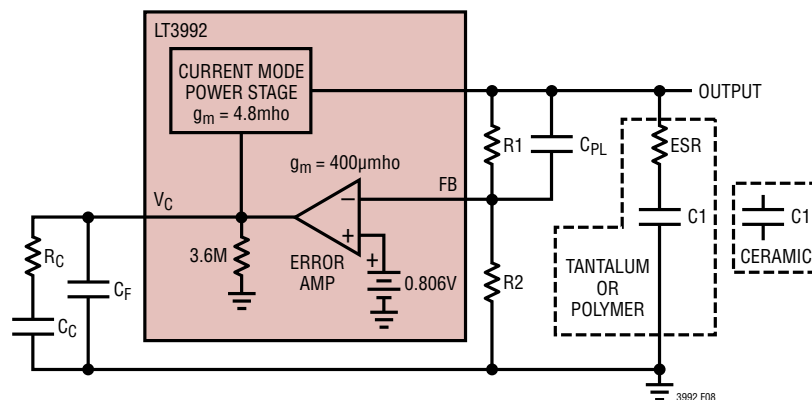 LT3992
CURRENT MODE
POWER STAGE
gm = 4.8mho
OUTPUT
R1
CPL
ESR
gm = 400µmho
FB
VC
–
+
C1
C1
CERAMIC
RC
CF
3.6M
ERROR
AMP
+
0.806V
R2
TANTALUM
OR
POLYMER
CC
3992 F08